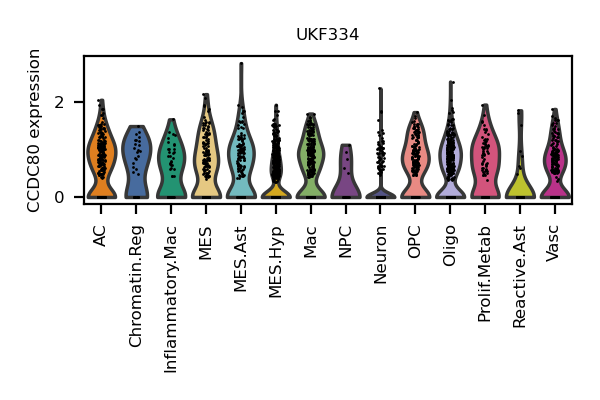 UKF334
CCDC80 expression
2
0
AC
Chromatin.Reg
Inflammatory.Mac
MES
MES.Ast
MES.Hyp
Mac
NPC
Neuron
OPC
Oligo
Prolif.Metab
Reactive.Ast
Vasc